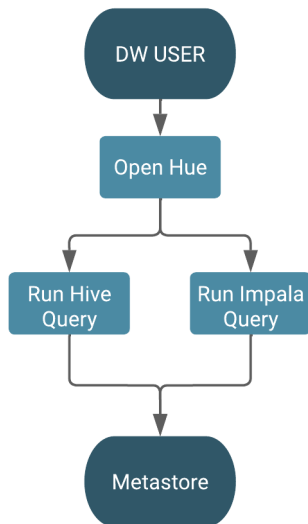 DW USER
Open Hue
Run Hive
Query
Run Impala
Query
Metastore